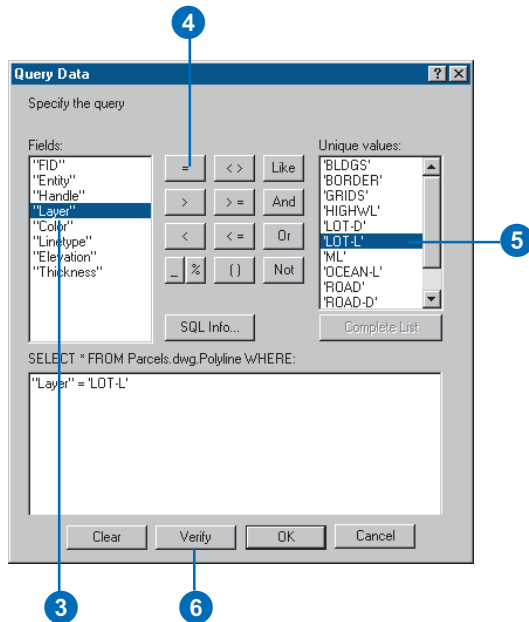 4
Query Data
? X
Specify the query
Fields:
"FID"
"Entity"
"Handle"
"Layer"
"Color"
"Linetype"
"Elevation"
"Thickness"
= < > Like
> > = And
< < = Or
_ % ( ) Not
SQL Info...
Unique values:
'BLDGS'
'BORDER'
'GRIDS'
'HIGHWL'
'LOT-D'
'LOT-L'
'ML'
'OCEAN-L'
'ROAD'
'ROAD-D'
5
Complete List
SELECT * FROM Parcels.dwg.Polyline WHERE:
"Layer" = 'LOT-L'
Clear Verify OK Cancel
3 6